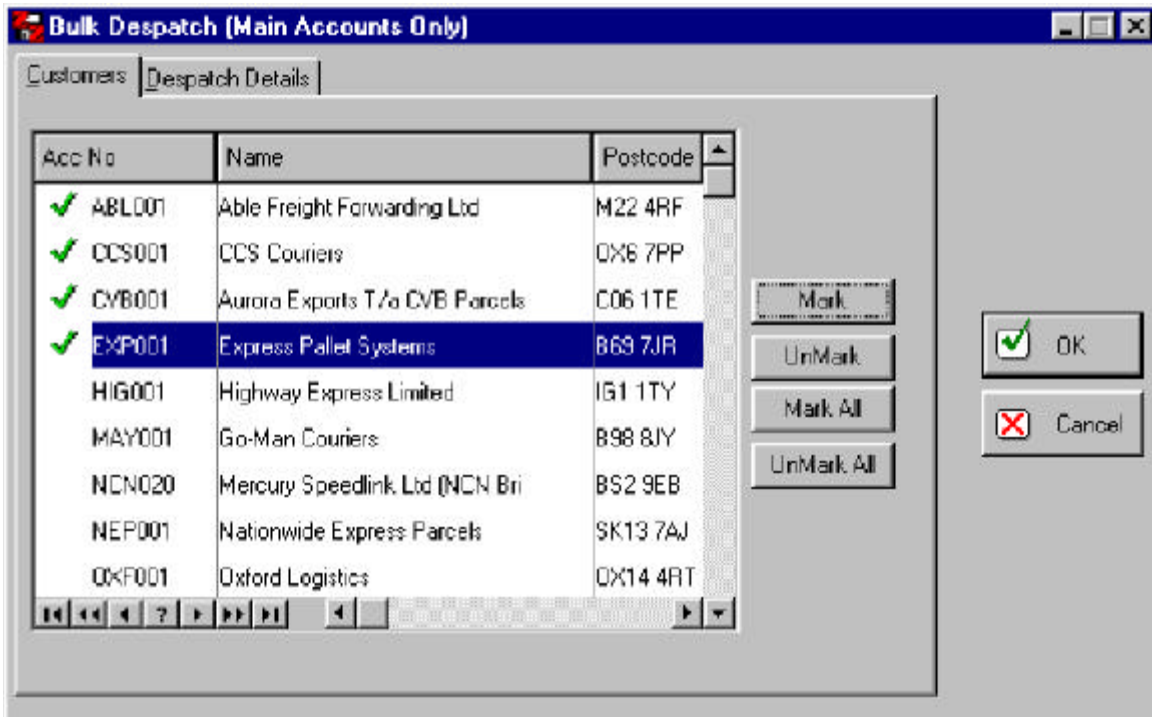 Bulk Despatch (Main Accounts Only)
Customers Despatch Details
Acc No Name Postcode
ABL001 Able Freight Forwarding Ltd M22 4RF
CCS001 CCS Couriers OX6 7PP
CVB001 Aurora Exports T/a CVB Parcels C06 1TE
EXP001 Express Pallet Systems B69 7JR
HIG001 Highway Express Limited IG1 1TY
MAY001 Go-Man Couriers B98 8JY
NCN020 Mercury Speedlink Ltd (NCN Bri BS2 9EB
NEP001 Nationwide Express Parcels SK13 7AJ
OXF001 Oxford Logistics OX14 4RT
?
Mark
UnMark
Mark All
UnMark All
OK
Cancel